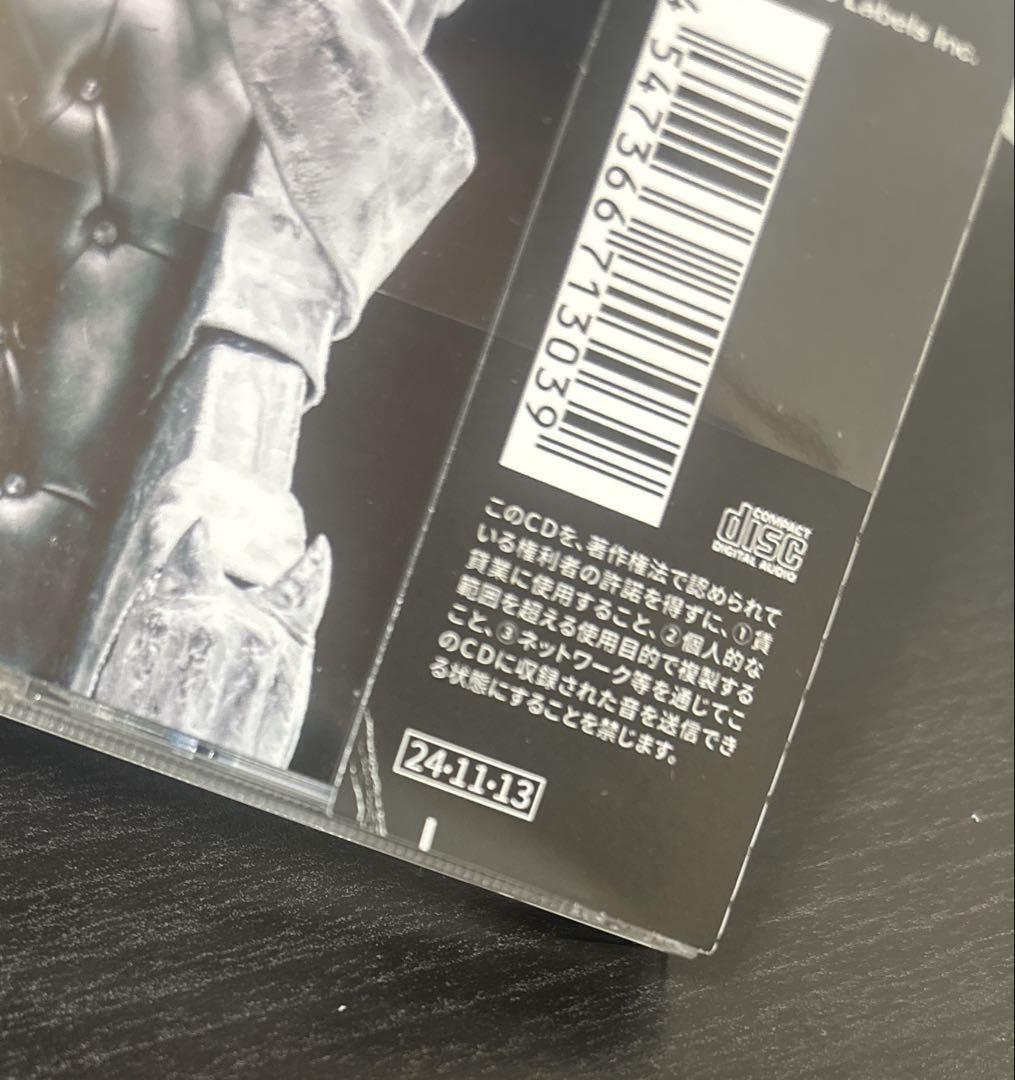 Labels Inc.
4547366713039
COMPACT
disc
DIGITAL AUDIO
このCDを、著作権法で認められて
いる権利者の許諾を得ずに、①賃
貸業に使用すること、②個人的な
範囲を超える使用目的で複製する
こと、③ネットワーク等を通じてこ
のCDに収録された音を送信でき
る状態にすることを禁じます。
24・11・13